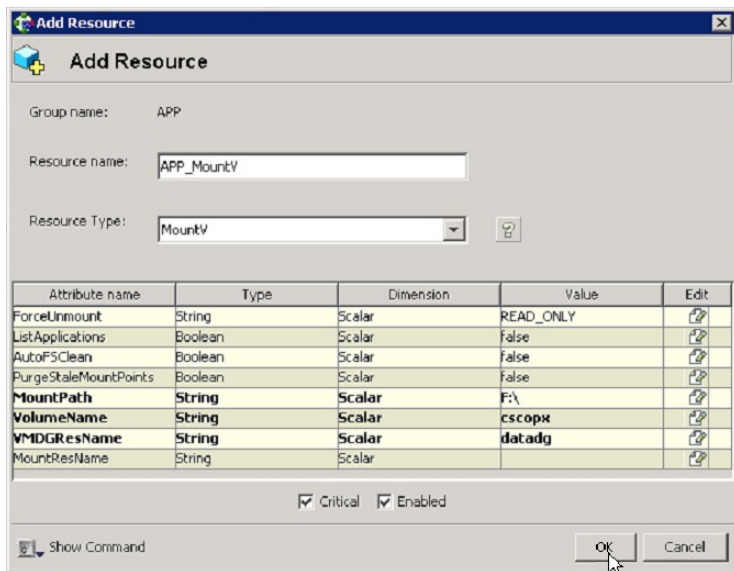 Add Resource
Add Resource
Group name: APP
Resource name: APP_MountV
Resource Type: MountV
Attribute name Type Dimension Value Edit
ForceUnmount String Scalar READ_ONLY
ListApplications Boolean Scalar false
AutoFSClean Boolean Scalar false
PurgeStaleMountPoints Boolean Scalar false
MountPath String Scalar F:\
VolumeName String Scalar cscopx
VMDGResName String Scalar datadg
MountResName String Scalar
Critical Enabled
Show Command OK Cancel